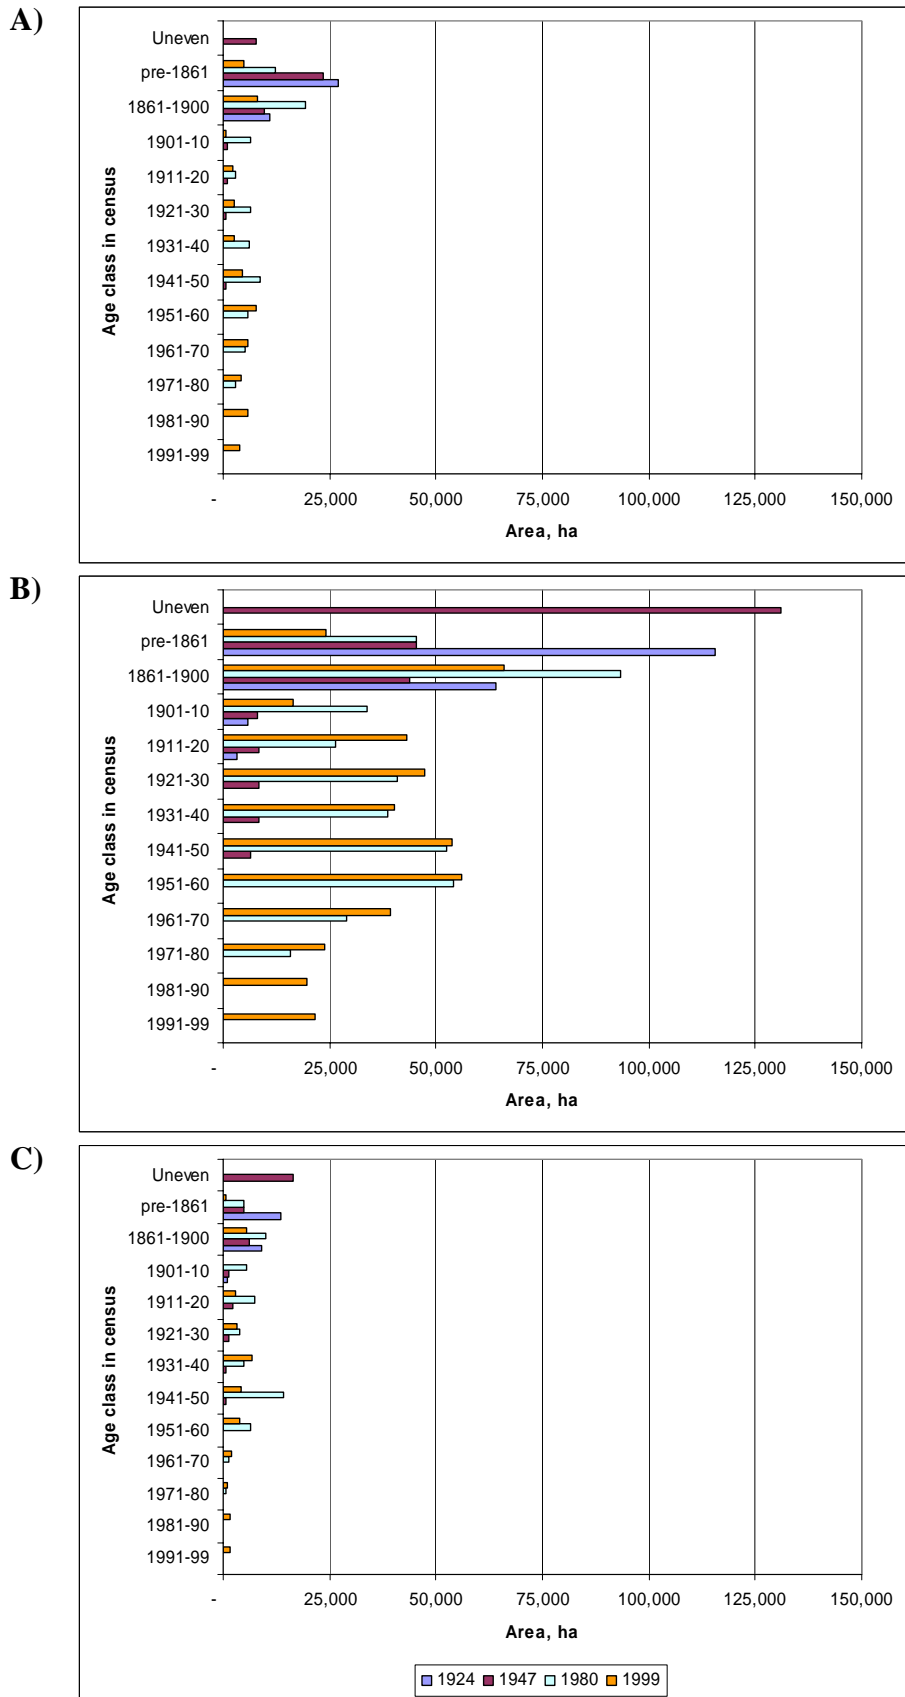 A)
Age class in census
Uneven
pre-1861
1861-1900
1901-10
1911-20
1921-30
1931-40
1941-50
1951-60
1961-70
1971-80
1981-90
1991-99
- 25,000 50,000 75,000 100,000 125,000 150,000
Area, ha
B)
Age class in census
Uneven
pre-1861
1861-1900
1901-10
1911-20
1921-30
1931-40
1941-50
1951-60
1961-70
1971-80
1981-90
1991-99
- 25,000 50,000 75,000 100,000 125,000 150,000
Area, ha
C)
Age class in census
Uneven
pre-1861
1861-1900
1901-10
1911-20
1921-30
1931-40
1941-50
1951-60
1961-70
1971-80
1981-90
1991-99
- 25,000 50,000 75,000 100,000 125,000 150,000
Area, ha
1924 1947 1980 1999